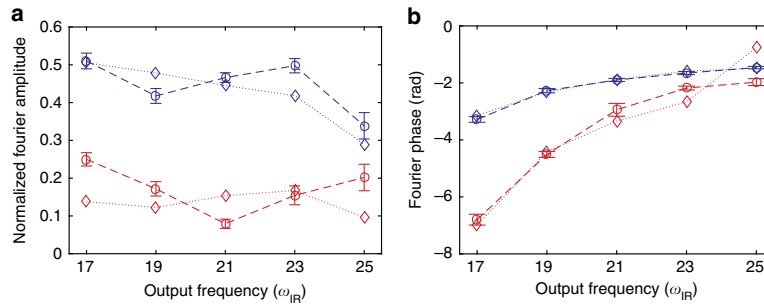 a
Normalized fourier amplitude
0.6
0.5
0.4
0.3
0.2
0.1
0
17 19 21 23 25
Output frequency (ωIR)
b
Fourier phase (rad)
0
−2
−4
−6
−8
17 19 21 23 25
Output frequency (ωIR)